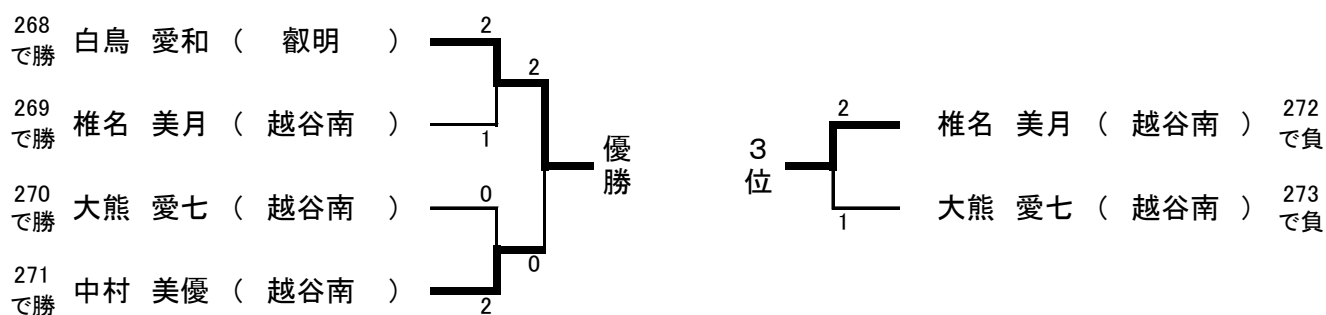 268 で勝 白鳥 愛和 ( 叡明 ) 2
2
269 で勝 椎名 美月 ( 越谷南 ) 1
優勝
270 で勝 大熊 愛七 ( 越谷南 ) 0
0
271 で勝 中村 美優 ( 越谷南 ) 2
3位
2 椎名 美月 ( 越谷南 ) 272 で負
1 大熊 愛七 ( 越谷南 ) 273 で負